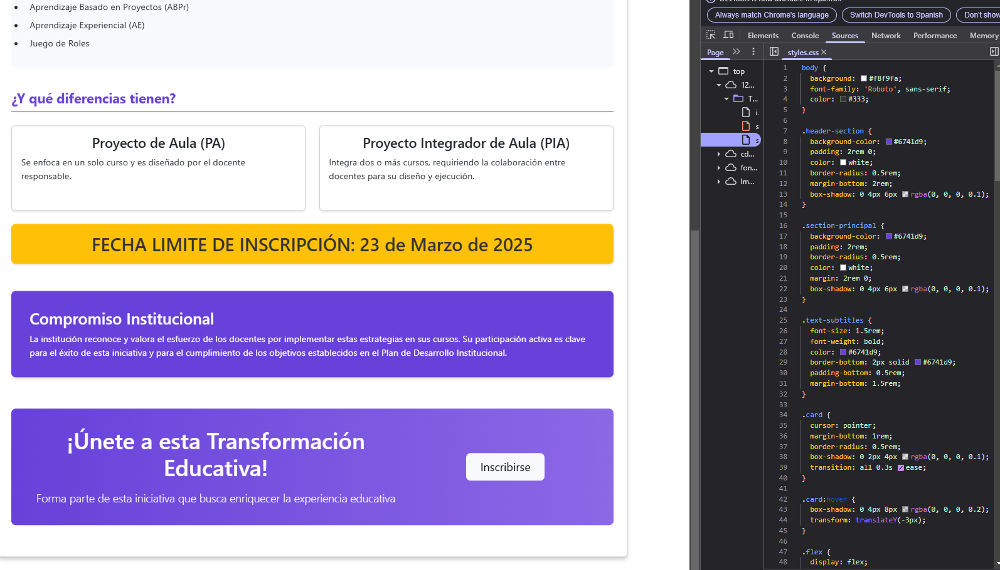 Aprendizaje Basado en Proyectos (ABPr)
Aprendizaje Experiencial (AE)
Juego de Roles
¿Y qué diferencias tienen?
Proyecto de Aula (PA)
Se enfoca en un solo curso y es diseñado por el docente
responsable.
Proyecto Integrador de Aula (PIA)
Integra dos o más cursos, requiriendo la colaboración entre
docentes para su diseño y ejecución.
FECHA LIMITE DE INSCRIPCIÓN: 23 de Marzo de 2025
Compromiso Institucional
La institución reconoce y valora el esfuerzo de los docentes por implementar estas estrategias en sus cursos. Su participación activa es clave
para el éxito de esta iniciativa y para el cumplimiento de los objetivos establecidos en el Plan de Desarrollo Institucional.
¡Únete a esta Transformación
Educativa!
Forma parte de esta iniciativa que busca enriquecer la experiencia educativa
Inscribirse
DevTools is now available in Spanish!
Always match Chrome's language Switch DevTools to Spanish Don't show
Elements Console Sources Network Performance Memory
Page styles.css
top
12...
T...
i.
s
s
cd...
fon...
lm...
1 body {
2 background: #f8f9fa;
3 font-family: 'Roboto', sans-serif;
4 color: #333;
5 }
6
7 .header-section {
8 background-color: #6741d9;
9 padding: 2rem 0;
10 color: white;
11 border-radius: 0.5rem;
12 margin-bottom: 2rem;
13 box-shadow: 0 4px 6px rgba(0, 0, 0, 0.1);
14 }
15
16 .section-principal {
17 background-color: #6741d9;
18 padding: 2rem;
19 border-radius: 0.5rem;
20 color: white;
21 margin: 2rem 0;
22 box-shadow: 0 4px 6px rgba(0, 0, 0, 0.1);
23 }
24
25 .text-subtitles {
26 font-size: 1.5rem;
27 font-weight: bold;
28 color: #6741d9;
29 border-bottom: 2px solid #6741d9;
30 padding-bottom: 0.5rem;
31 margin-bottom: 1.5rem;
32 }
33
34 .card {
35 cursor: pointer;
36 margin-bottom: 1rem;
37 border-radius: 0.5rem;
38 box-shadow: 0 2px 4px rgba(0, 0, 0, 0.1);
39 transition: all 0.3s ease;
40 }
41
42 .card:hover {
43 box-shadow: 0 4px 8px rgba(0, 0, 0, 0.2);
44 transform: translateY(-3px);
45 }
46
47 .flex {
48 display: flex;